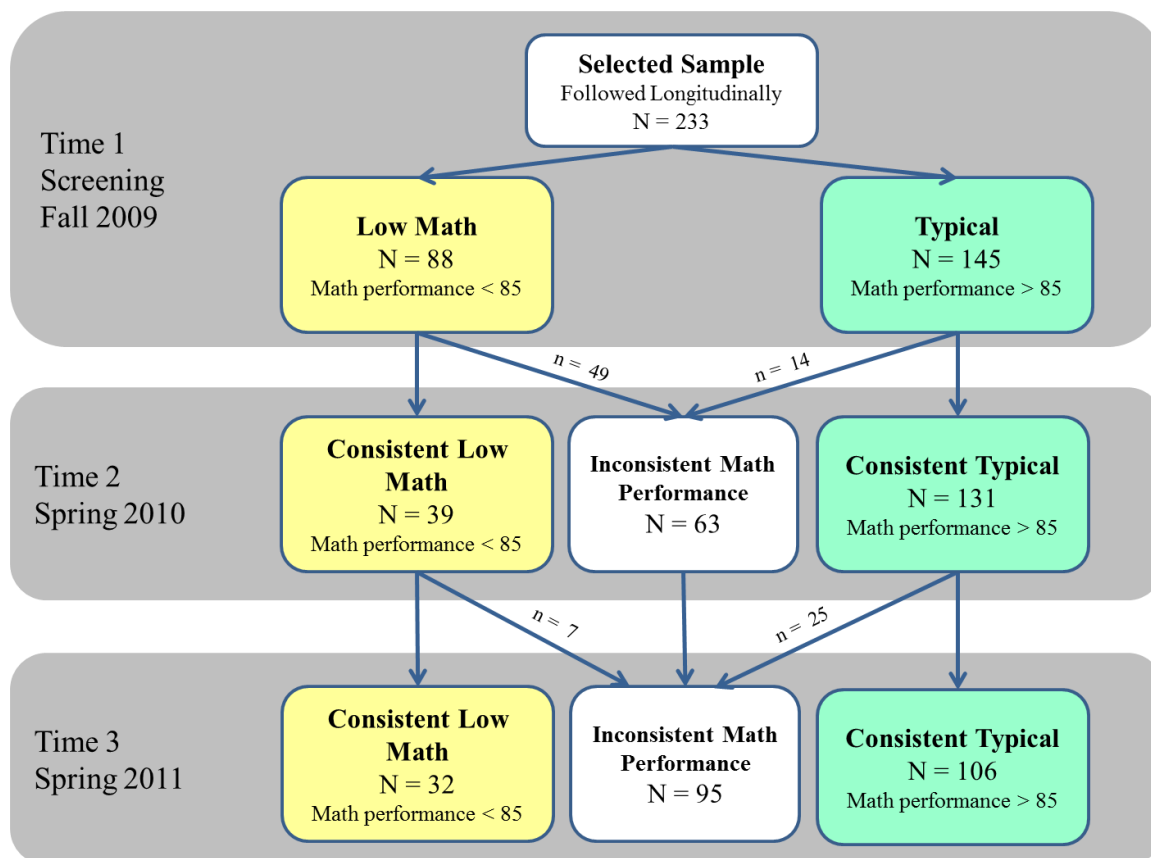 Selected Sample
Followed Longitudinally
N = 233
Time 1
Screening
Fall 2009
Low Math
N = 88
Math performance < 85
Typical
N = 145
Math performance > 85
n = 49
n = 14
Time 2
Spring 2010
Consistent Low
Math
N = 39
Math performance < 85
Inconsistent Math
Performance
N = 63
Consistent Typical
N = 131
Math performance > 85
n = 7
n = 25
Time 3
Spring 2011
Consistent Low
Math
N = 32
Math performance < 85
Inconsistent Math
Performance
N = 95
Consistent Typical
N = 106
Math performance > 85